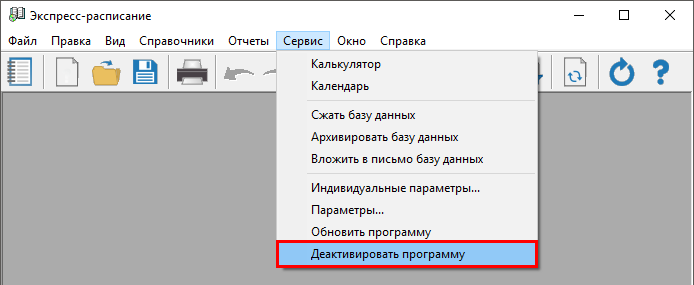 Экспресс-расписание
Файл Правка Вид Справочники Отчеты Сервис Окно Справка
Калькулятор
Календарь
Сжать базу данных
Архивировать базу данных
Вложить в письмо базу данных
Индивидуальные параметры...
Параметры...
Обновить программу
Деактивировать программу